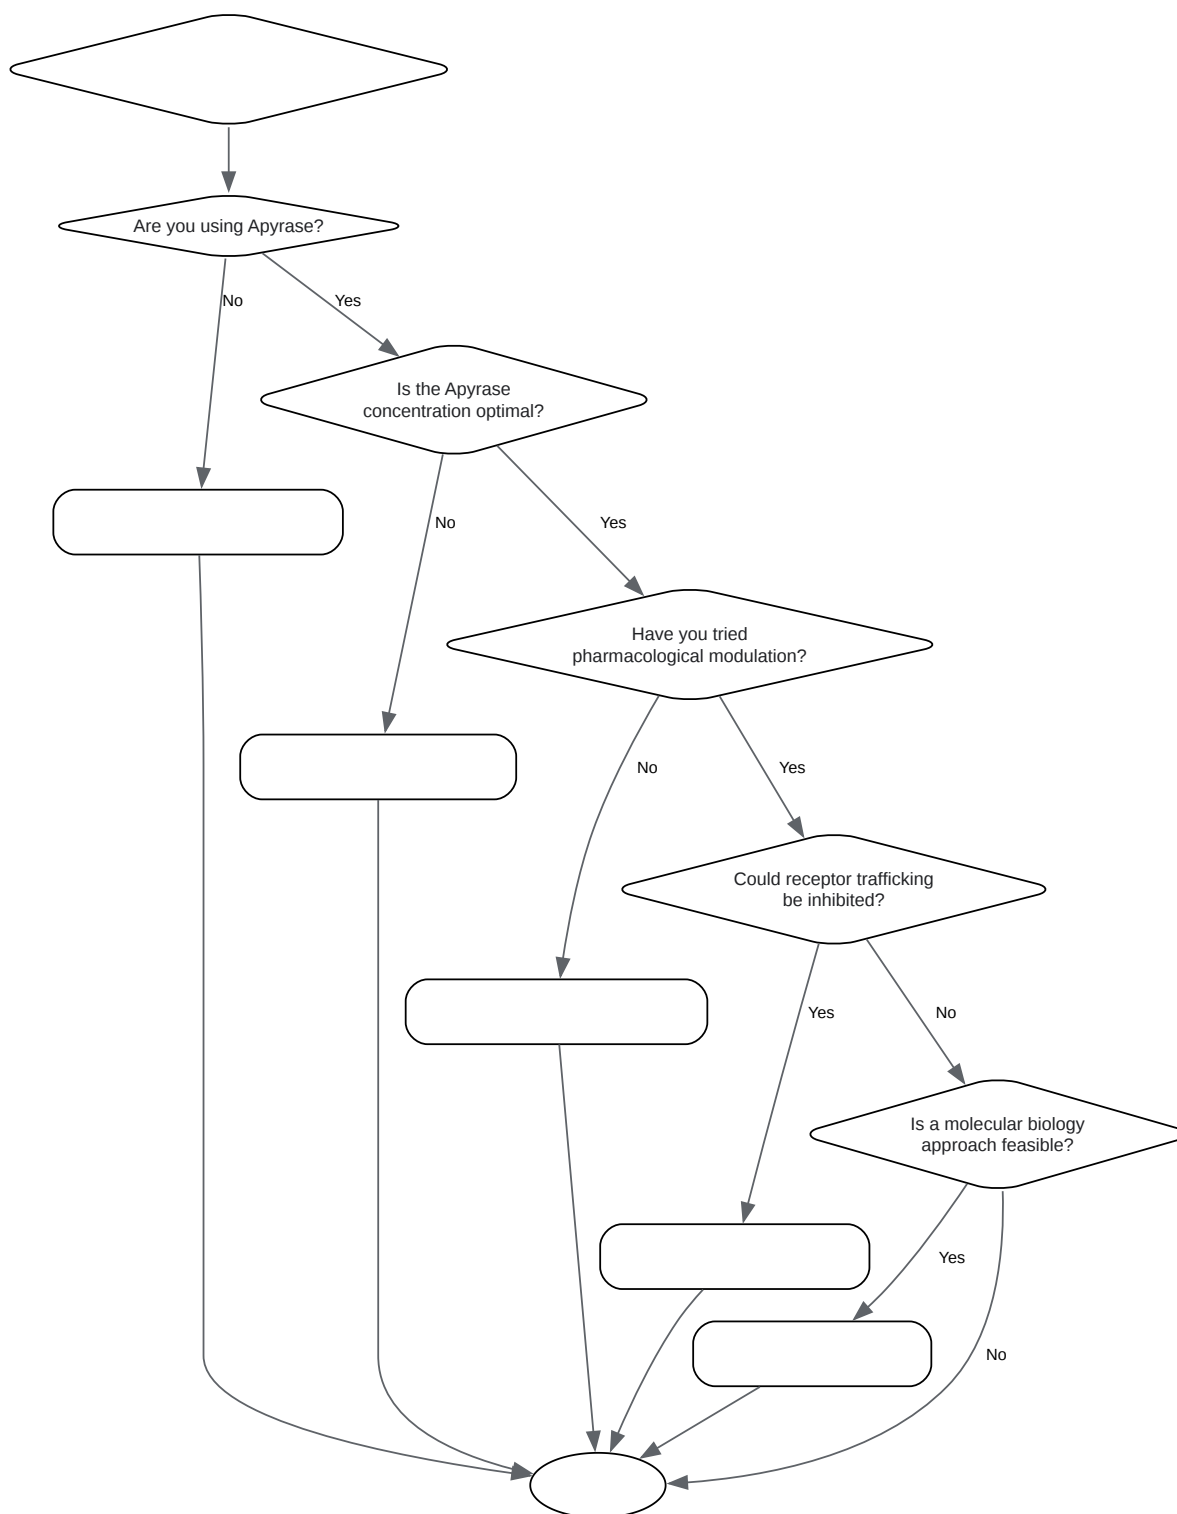 Are you using Apyrase?
No
Yes
Is the Apyrase
concentration optimal?
No
Yes
Have you tried
pharmacological modulation?
No
Yes
Could receptor trafficking
be inhibited?
Yes
No
Is a molecular biology
approach feasible?
Yes
No